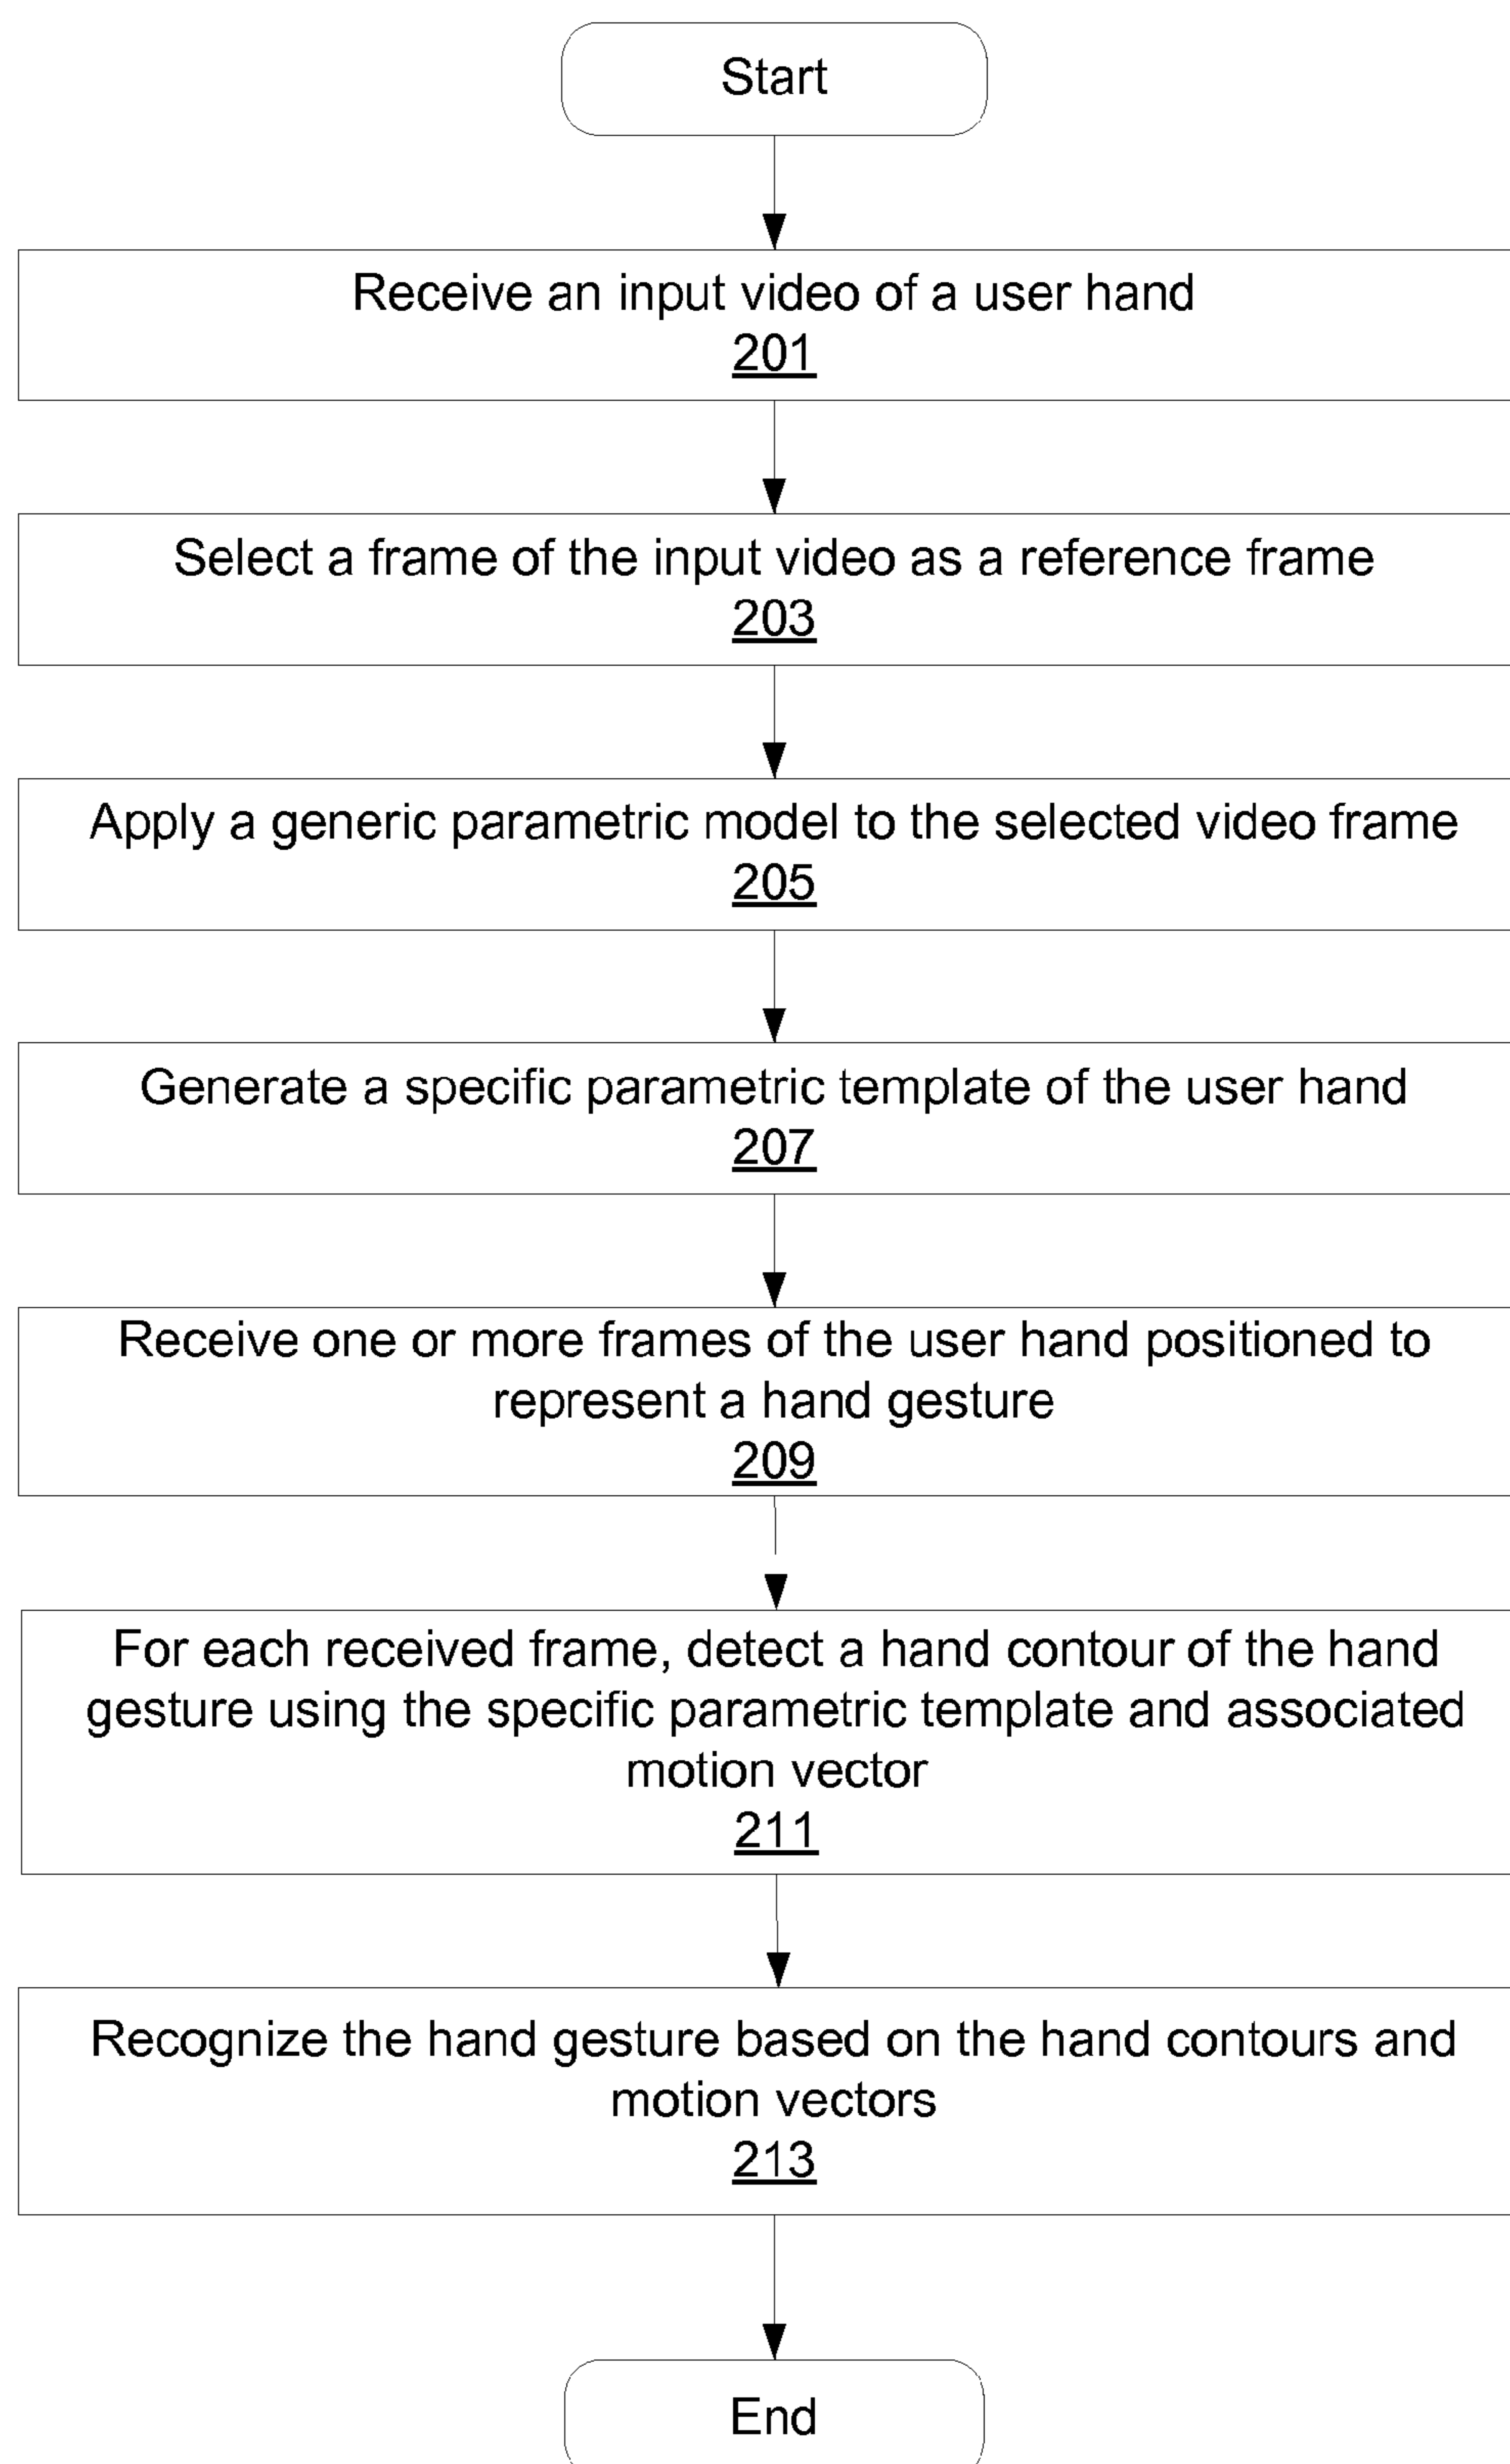 Start
Receive an input video of a user hand
201
Select a frame of the input video as a reference frame
203
Apply a generic parametric model to the selected video frame
205
Generate a specific parametric template of the user hand
207
Receive one or more frames of the user hand positioned to
represent a hand gesture
209
For each received frame, detect a hand contour of the hand
gesture using the specific parametric template and associated
motion vector
211
Recognize the hand gesture based on the hand contours and
motion vectors
213
End